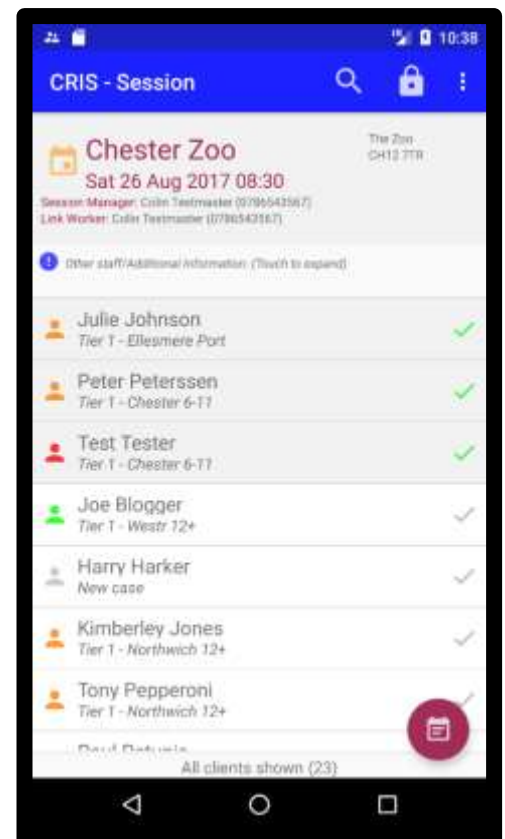 10:38
CRIS - Session
Chester Zoo
The Zoo
CH12 7TR
Sat 26 Aug 2017 08:30
Session Manager: Colin Testmaster (0786543567)
Link Worker: Colin Testmaster (0786543567)
Other staff/Additional information: (Touch to expand)
Julie Johnson
Tier 1 - Ellesmere Port
Peter Peterssen
Tier 1 - Chester 6-11
Test Tester
Tier 1 - Chester 6-11
Joe Blogger
Tier 1 - Westr 12+
Harry Harker
New case
Kimberley Jones
Tier 1 - Northwich 12+
Tony Pepperoni
Tier 1 - Northwich 12+
All clients shown (23)